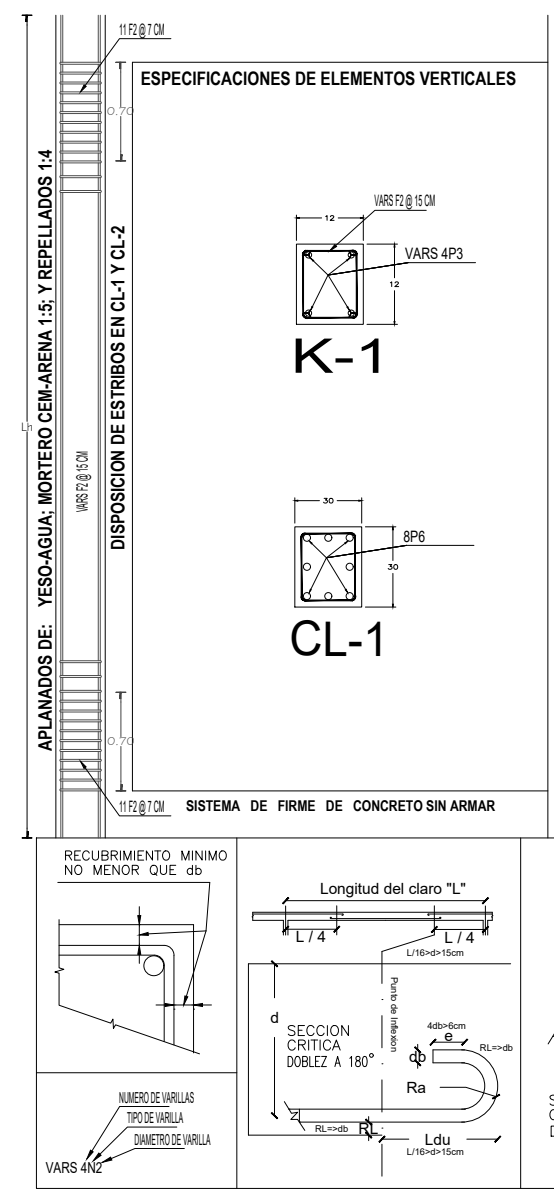 11 F2 @ 7 CM
0.70
ESPECIFICACIONES DE ELEMENTOS VERTICALES
VARS F2 @ 15 CM
12
VARS 4P3
12
K-1
30
8P6
30
CL-1
Lh
APLANADOS DE: YESO-AGUA; MORTERO CEM-ARENA 1:5; Y REPELLADOS 1:4
VARS F2 @ 15 CM
DISPOSICION DE ESTRIBOS EN CL-1 Y CL-2
0.70
11 F2 @ 7 CM
SISTEMA DE FIRME DE CONCRETO SIN ARMAR
RECUBRIMIENTO MINIMO
NO MENOR QUE db
Longitud del claro "L"
L / 4
L / 4
L/16>d>15cm
Punto de Inflexion
d
SECCION
CRITICA
DOBLEZ A 180°
4db>6cm
e
RL=>db
db
Ra
RL=>db
RL
Ldu
L/16>d>15cm
NUMERO DE VARILLAS
TIPO DE VARILLA
DIAMETRO DE VARILLA
VARS 4N2